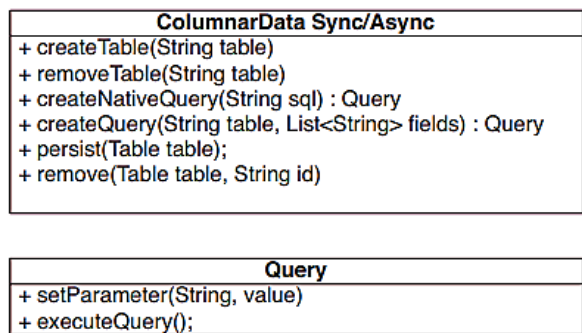 ColumnarData Sync/Async
+ createTable(String table)
+ removeTable(String table)
+ createNativeQuery(String sql) : Query
+ createQuery(String table, List<String> fields) : Query
+ persist(Table table);
+ remove(Table table, String id)
Query
+ setParameter(String, value)
+ executeQuery();